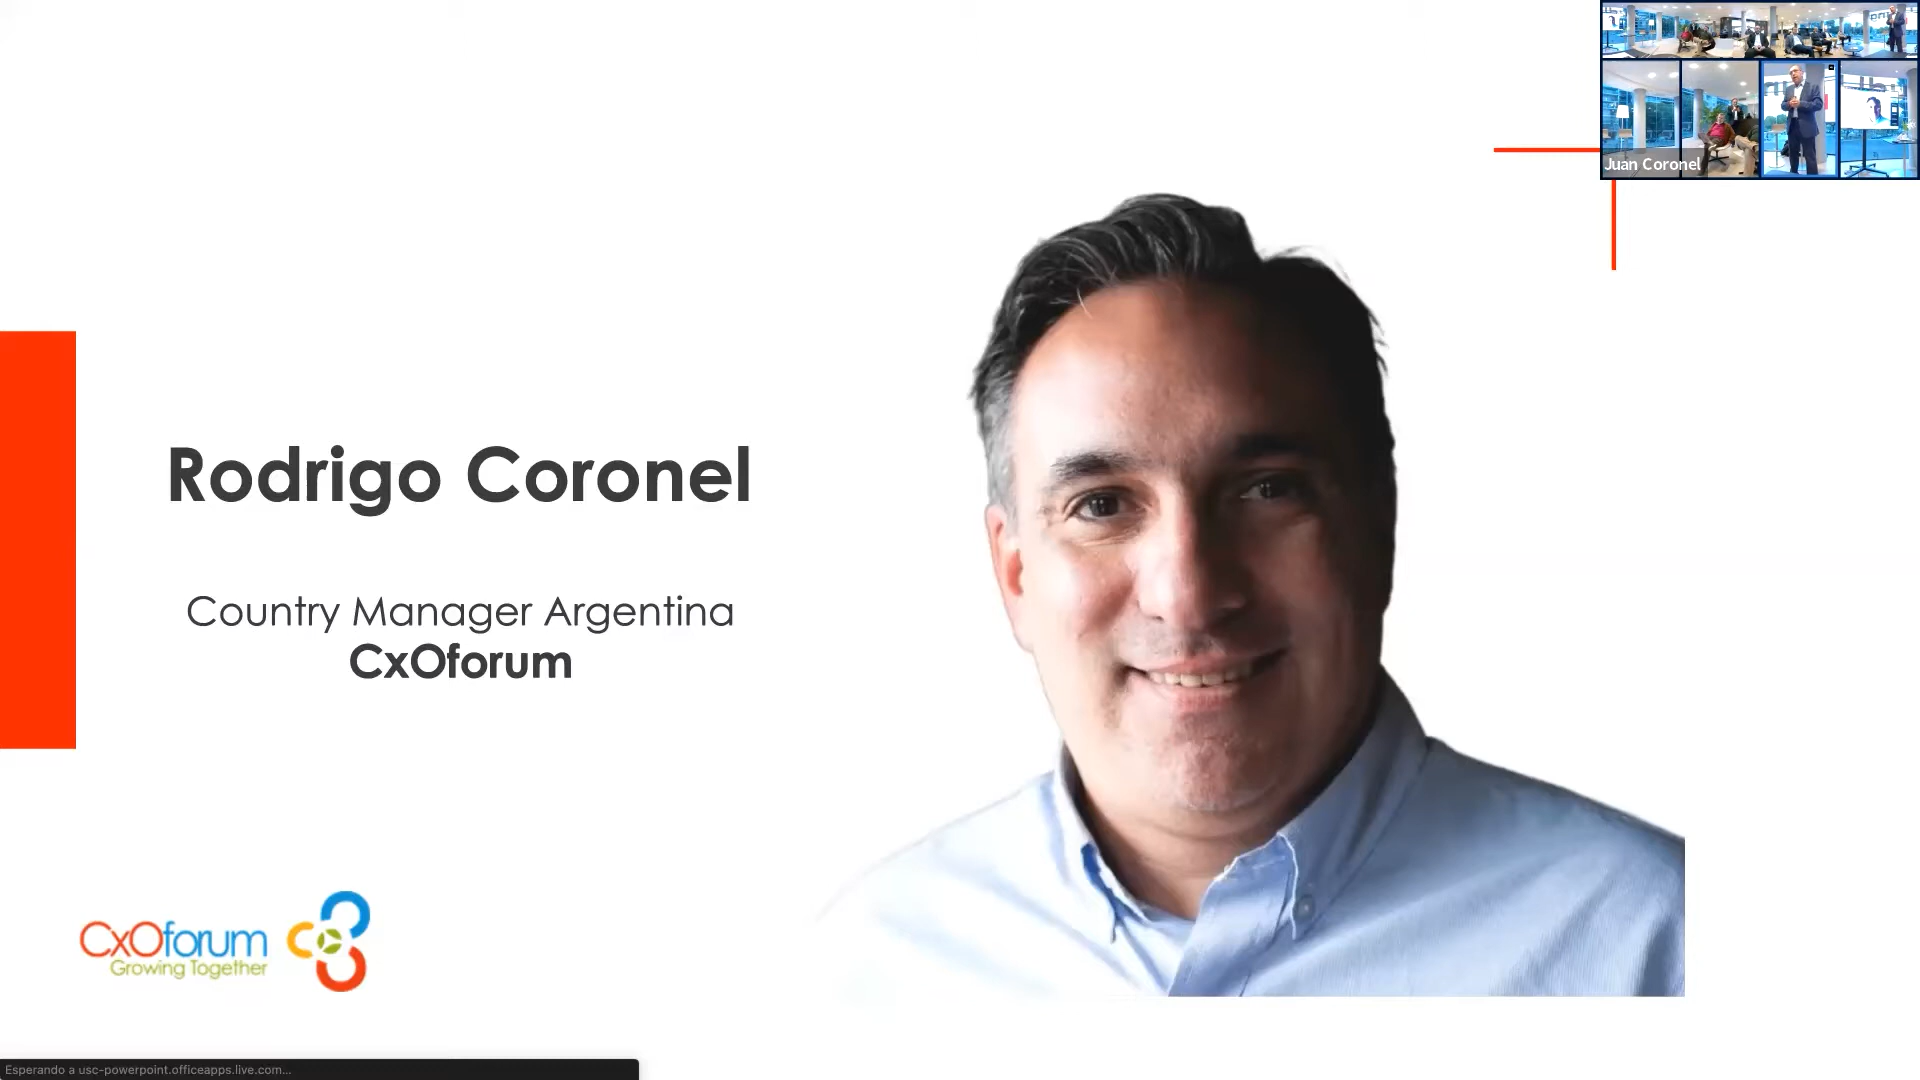 Juan Coronel
Rodrigo Coronel
Country Manager Argentina
CxOforum
CxOforum
Growing Together
Esperando a usc-powerpoint.officeapps.live.com...